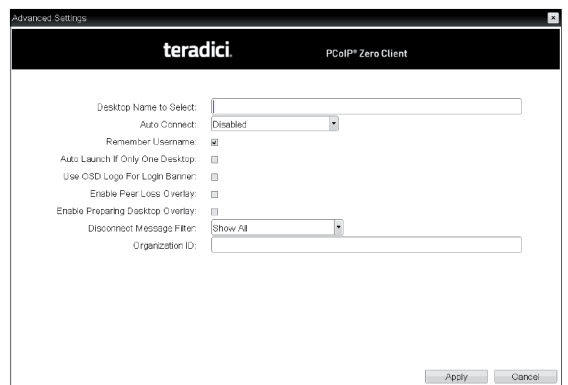 Advanced Settings
teradici. PCoIP® Zero Client
Desktop Name to Select:
Auto Connect: Disabled
Remember Username:
Auto Launch If Only One Desktop:
Use OSD Logo For Login Banner:
Enable Peer Loss Overlay:
Enable Preparing Desktop Overlay:
Disconnect Message Filter: Show All
Organization ID:
Apply Cancel